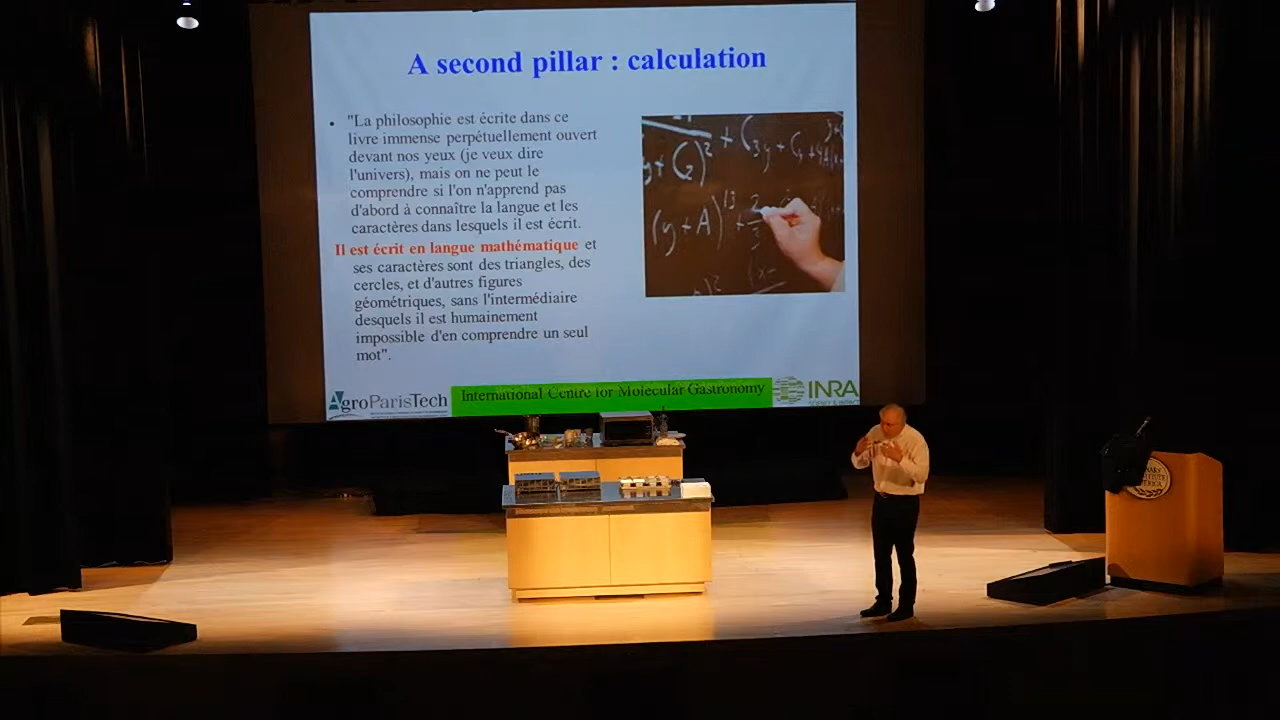 A second pillar : calculation
• "La philosophie est écrite dans ce
livre immense perpétuellement ouvert
devant nos yeux (je veux dire
l'univers), mais on ne peut le
comprendre si l'on n'apprend pas
d'abord à connaître la langue et les
caractères dans lesquels il est écrit.
Il est écrit en langue mathématique et
ses caractères sont des triangles, des
cercles, et d'autres figures
géométriques, sans l'intermédiaire
desquels il est humainement
impossible d'en comprendre un seul
mot".
AgroParisTech
International Centre for Molecular Gastronomy
INRA